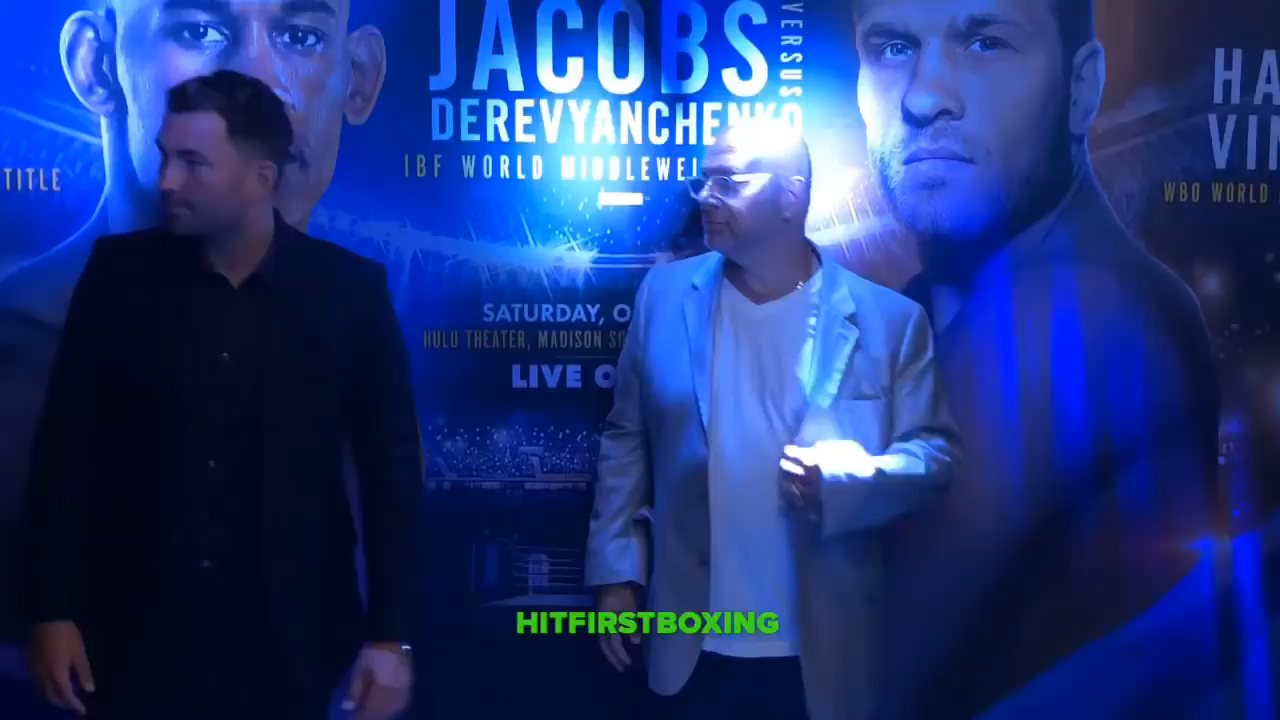 JACOBS
VERSUS
DEREVYANCHENKO
IBF WORLD MIDDLEWEI
SATURDAY, O
HULU THEATER, MADISON SQ
LIVE O
TITLE
HA
VIN
WBO WORLD
HITFIRSTBOXING